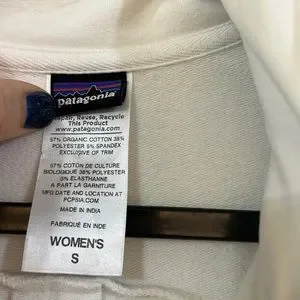 patagonia
pair, Reuse, Recycle
This Product
www.patagonia.com
57% ORGANIC COTTON 38%
POLYESTER 5% SPANDEX
EXCLUSIVE OF TRIM
57% COTON DE CULTURE
BIOLOGIQUE 38% POLYESTER
5% ELASTHANNE
A PART LA GARNITURE
MFG DATE AND LOCATION AT
PCPSIA.COM
MADE IN INDIA
FABRIQUÉ EN INDE
WOMEN'S
S